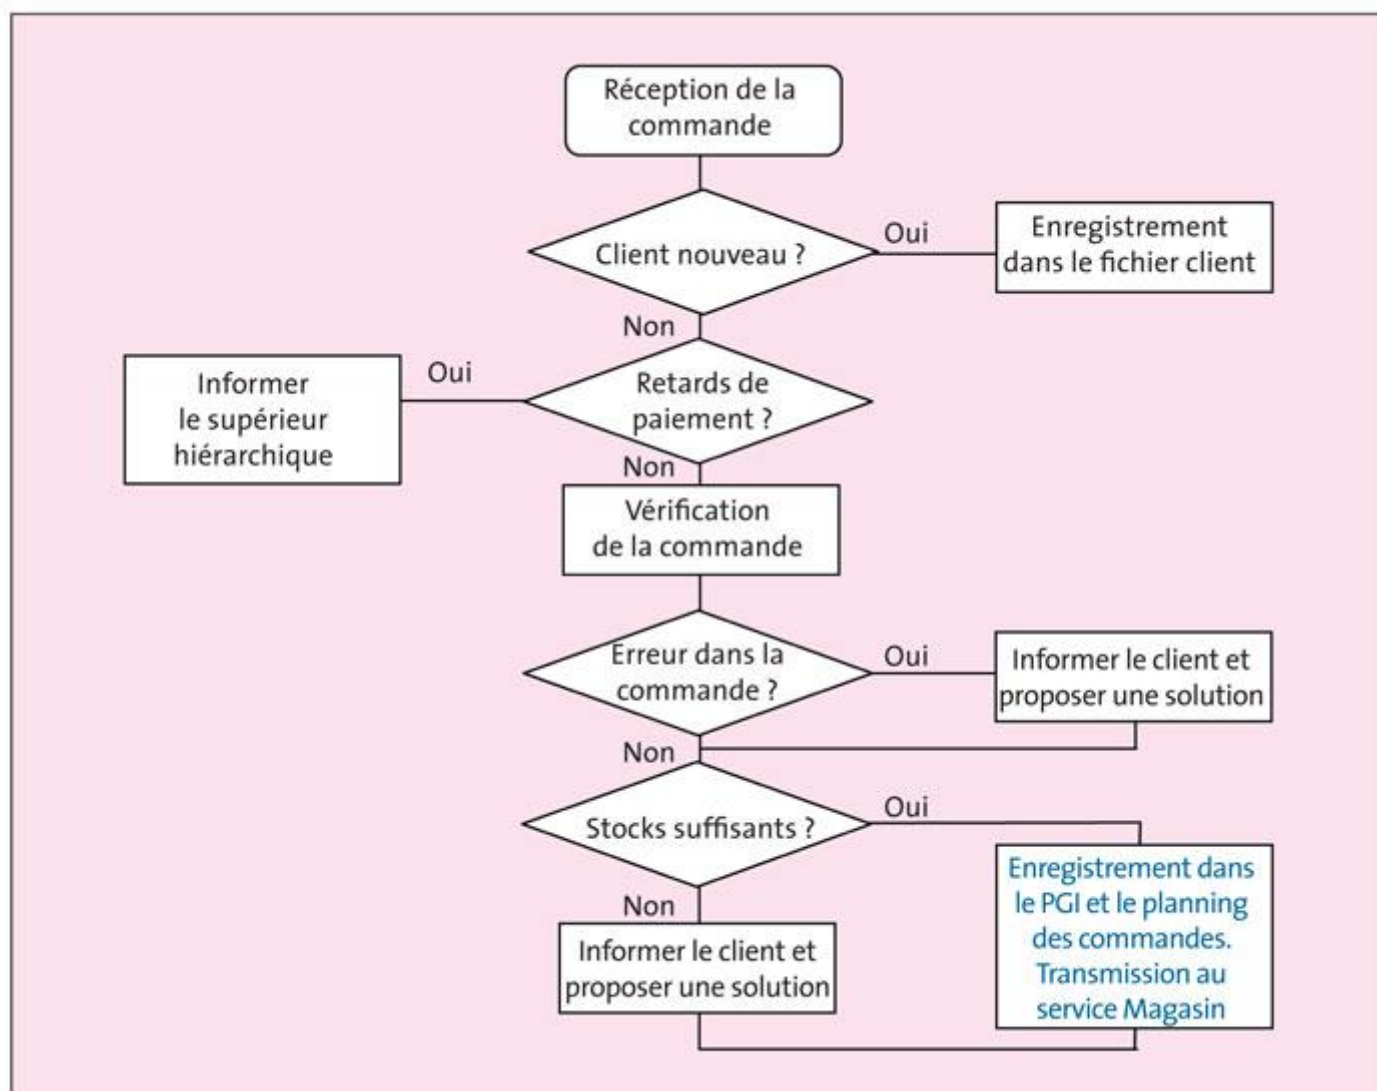 Réception de la
commande
Client nouveau ?
Oui
Enregistrement
dans le fichier client
Non
Informer
le supérieur
hiérarchique
Oui
Retards de
paiement ?
Non
Vérification
de la commande
Erreur dans la
commande ?
Oui
Informer le client et
proposer une solution
Non
Stocks suffisants ?
Oui
Enregistrement dans
le PGI et le planning
des commandes.
Transmission au
service Magasin
Non
Informer le client et
proposer une solution